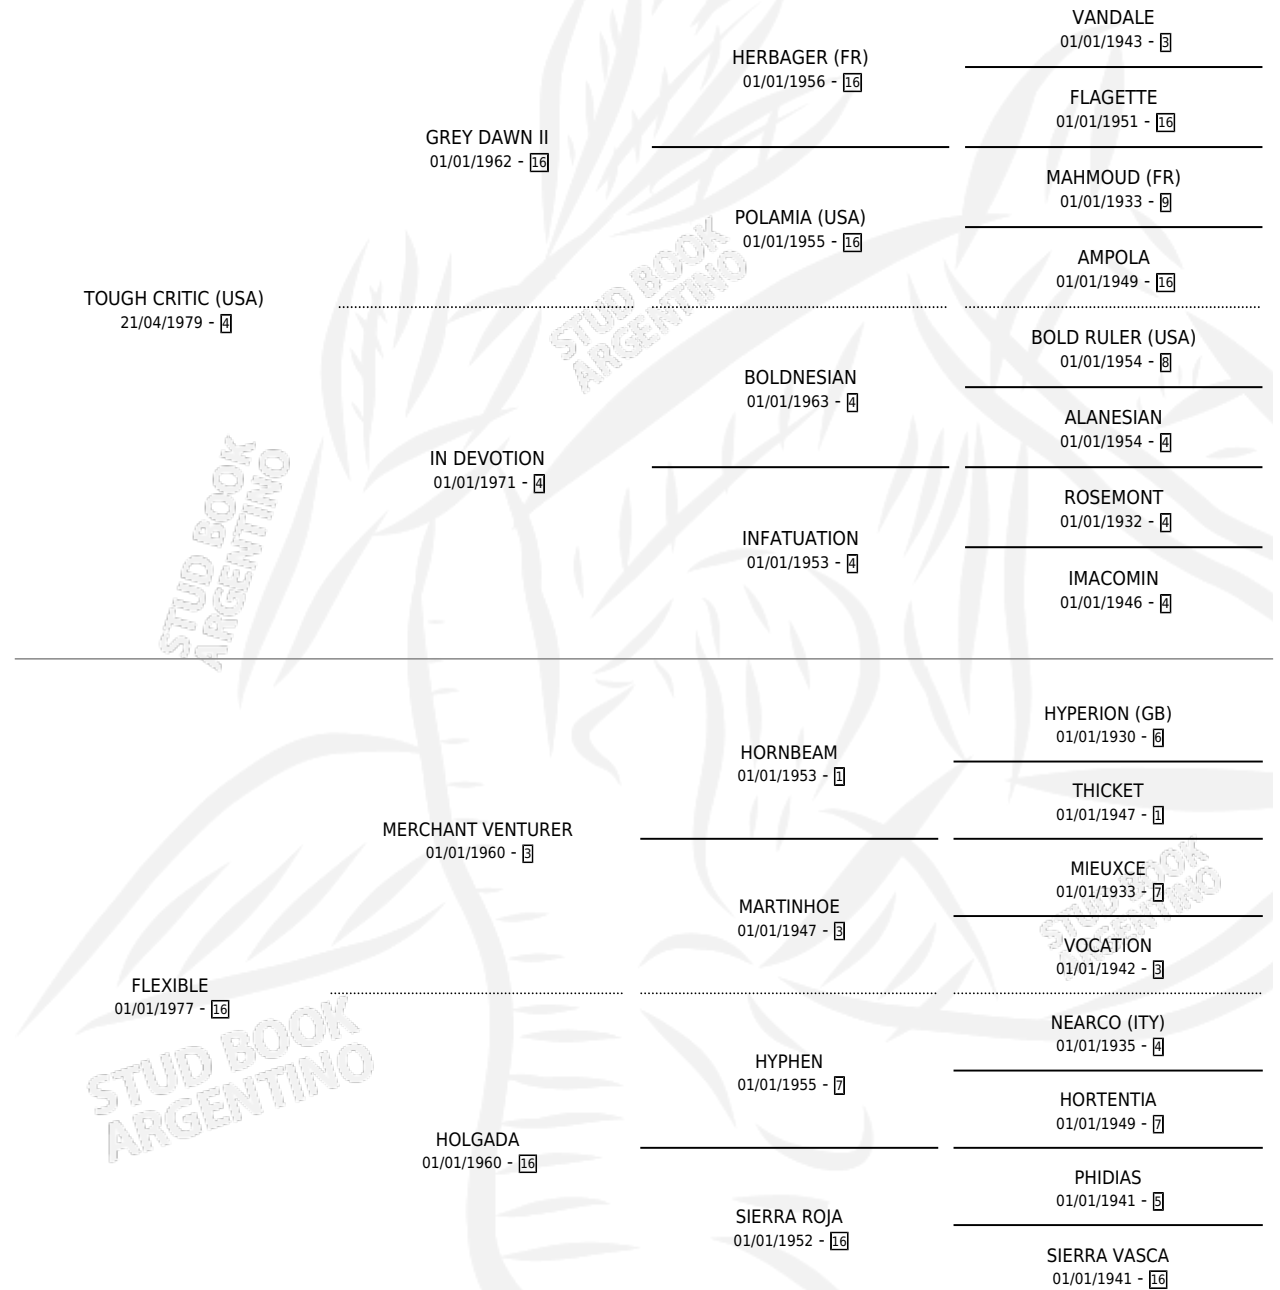 VANDALE
01/01/1943 - 3
HERBAGER (FR)
01/01/1956 - 16
FLAGETTE
01/01/1951 - 16
GREY DAWN II
01/01/1962 - 16
MAHMOUD (FR)
01/01/1933 - 9
POLAMIA (USA)
01/01/1955 - 16
AMPOLA
01/01/1949 - 16
TOUGH CRITIC (USA)
21/04/1979 - 4
BOLD RULER (USA)
01/01/1954 - 8
BOLDNESIAN
01/01/1963 - 4
ALANESIAN
01/01/1954 - 4
IN DEVOTION
01/01/1971 - 4
ROSEMONT
01/01/1932 - 4
INFATUATION
01/01/1953 - 4
IMACOMIN
01/01/1946 - 4
HYPERION (GB)
01/01/1930 - 6
HORNBEAM
01/01/1953 - 1
THICKET
01/01/1947 - 1
MERCHANT VENTURER
01/01/1960 - 3
MIEUXCE
01/01/1933 - 7
MARTINHOE
01/01/1947 - 3
VOCATION
01/01/1942 - 3
FLEXIBLE
01/01/1977 - 16
NEARCO (ITY)
01/01/1935 - 4
HYPHEN
01/01/1955 - 7
HORTENTIA
01/01/1949 - 7
HOLGADA
01/01/1960 - 16
PHIDIAS
01/01/1941 - 5
SIERRA ROJA
01/01/1952 - 16
SIERRA VASCA
01/01/1941 - 16
STUD BOOK
ARGENTINO
STUD BOOK
ARGENTINO
STUD BOOK
ARGENTINO
STUD BOOK
ARGENTINO